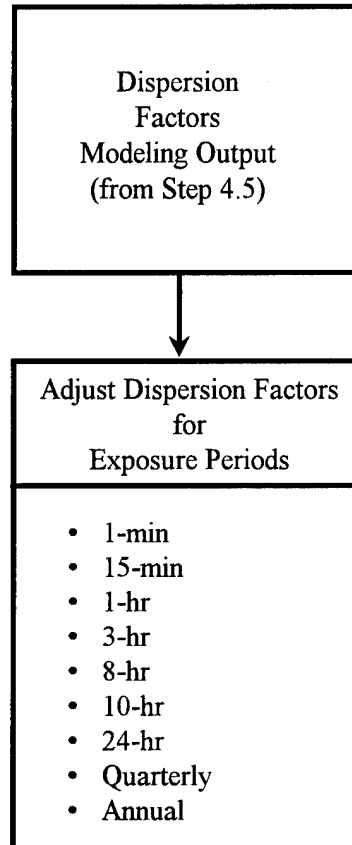 Dispersion
Factors
Modeling Output
(from Step 4.5)
Adjust Dispersion Factors
for
Exposure Periods
• 1-min
• 15-min
• 1-hr
• 3-hr
• 8-hr
• 10-hr
• 24-hr
• Quarterly
• Annual